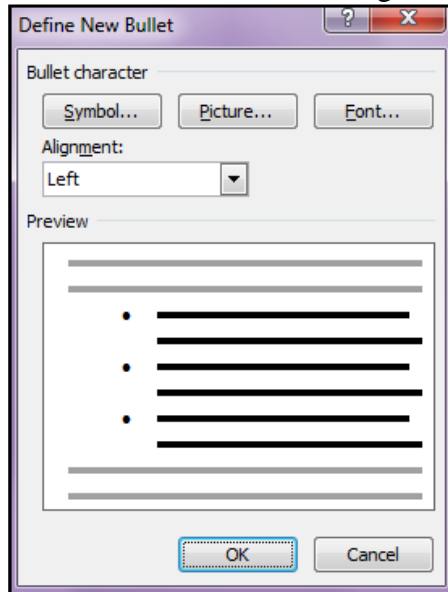 Define New Bullet
Bullet character
Symbol... Picture... Font...
Alignment:
Left
Preview
OK Cancel